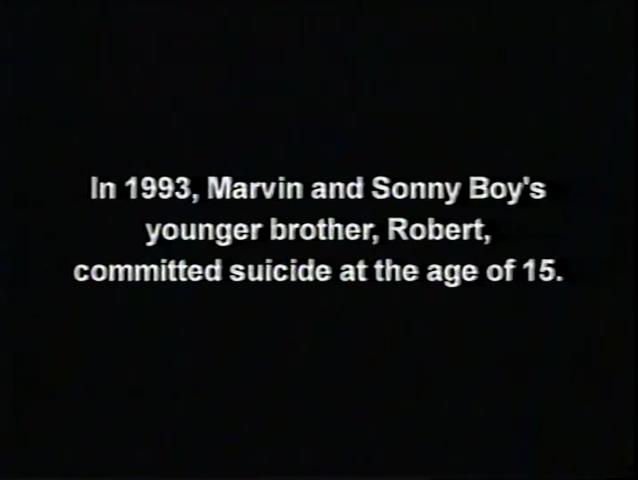 In 1993, Marvin and Sonny Boy's
younger brother, Robert,
committed suicide at the age of 15.